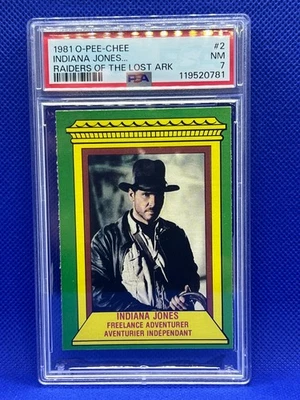 1981 O-PEE-CHEE #2
INDIANA JONES... NM
RAIDERS OF THE LOST ARK 7
PSA 119520781
INDIANA JONES
FREELANCE ADVENTURER
AVENTURIER INDÉPENDANT